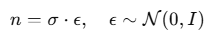 n = σ · ϵ, ϵ ∼ 𝒩(0, I)